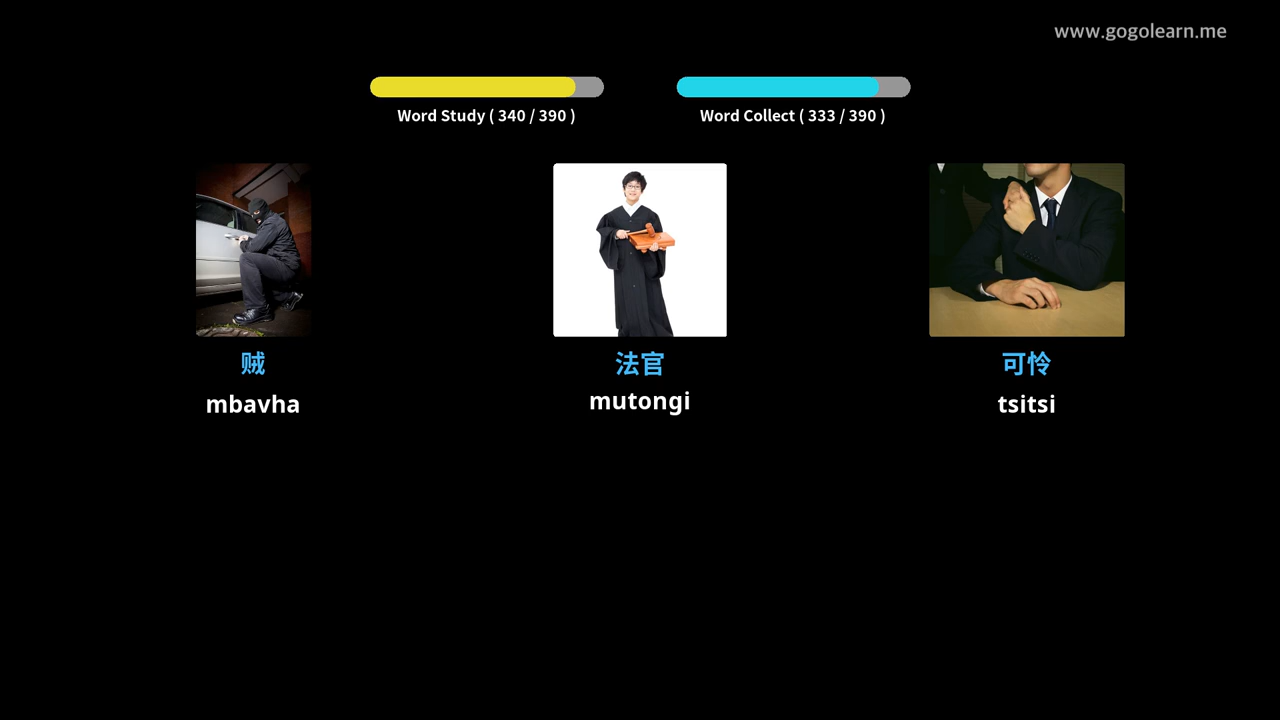 www.gogolearn.me
Word Study ( 340 / 390 )
Word Collect ( 333 / 390 )
贼
法官
可怜
mbavha
mutongi
tsitsi